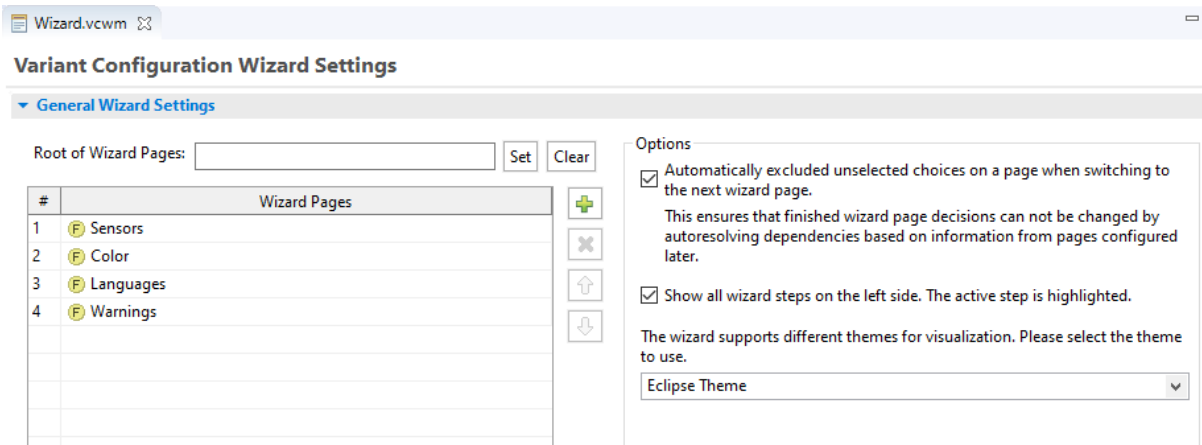 Wizard.vcwm
Variant Configuration Wizard Settings
General Wizard Settings
Root of Wizard Pages:
Set
Clear
# Wizard Pages
1 F Sensors
2 F Color
3 F Languages
4 F Warnings
Options
Automatically excluded unselected choices on a page when switching to
the next wizard page.
This ensures that finished wizard page decisions can not be changed by
autoresolving dependencies based on information from pages configured
later.
Show all wizard steps on the left side. The active step is highlighted.
The wizard supports different themes for visualization. Please select the theme
to use.
Eclipse Theme